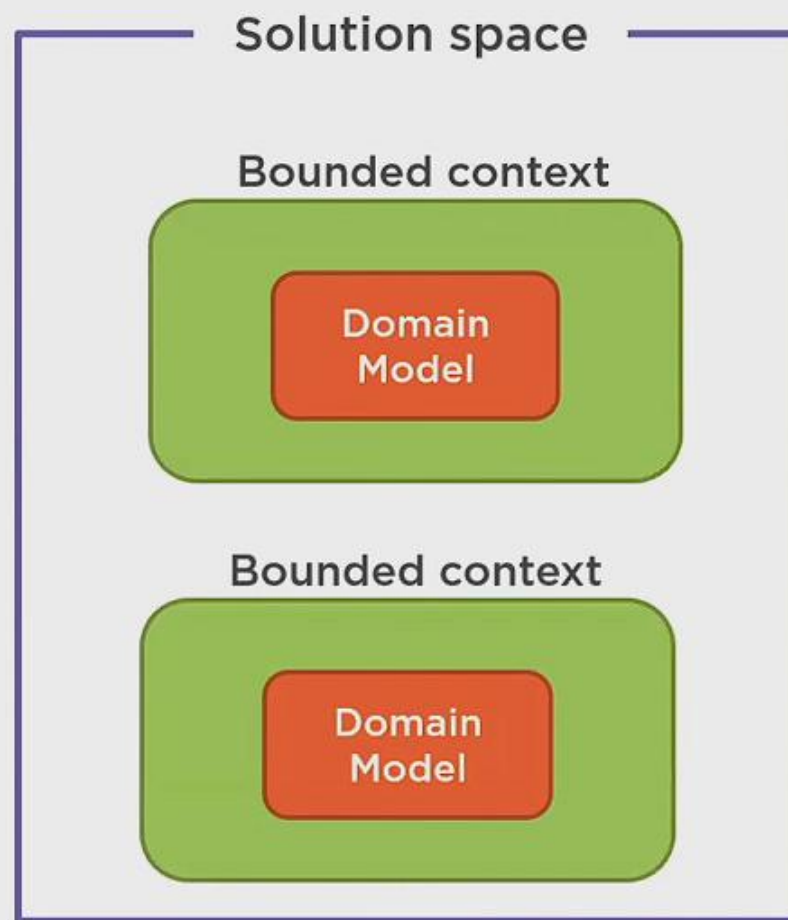 Solution space
Bounded context
Domain
Model
Bounded context
Domain
Model